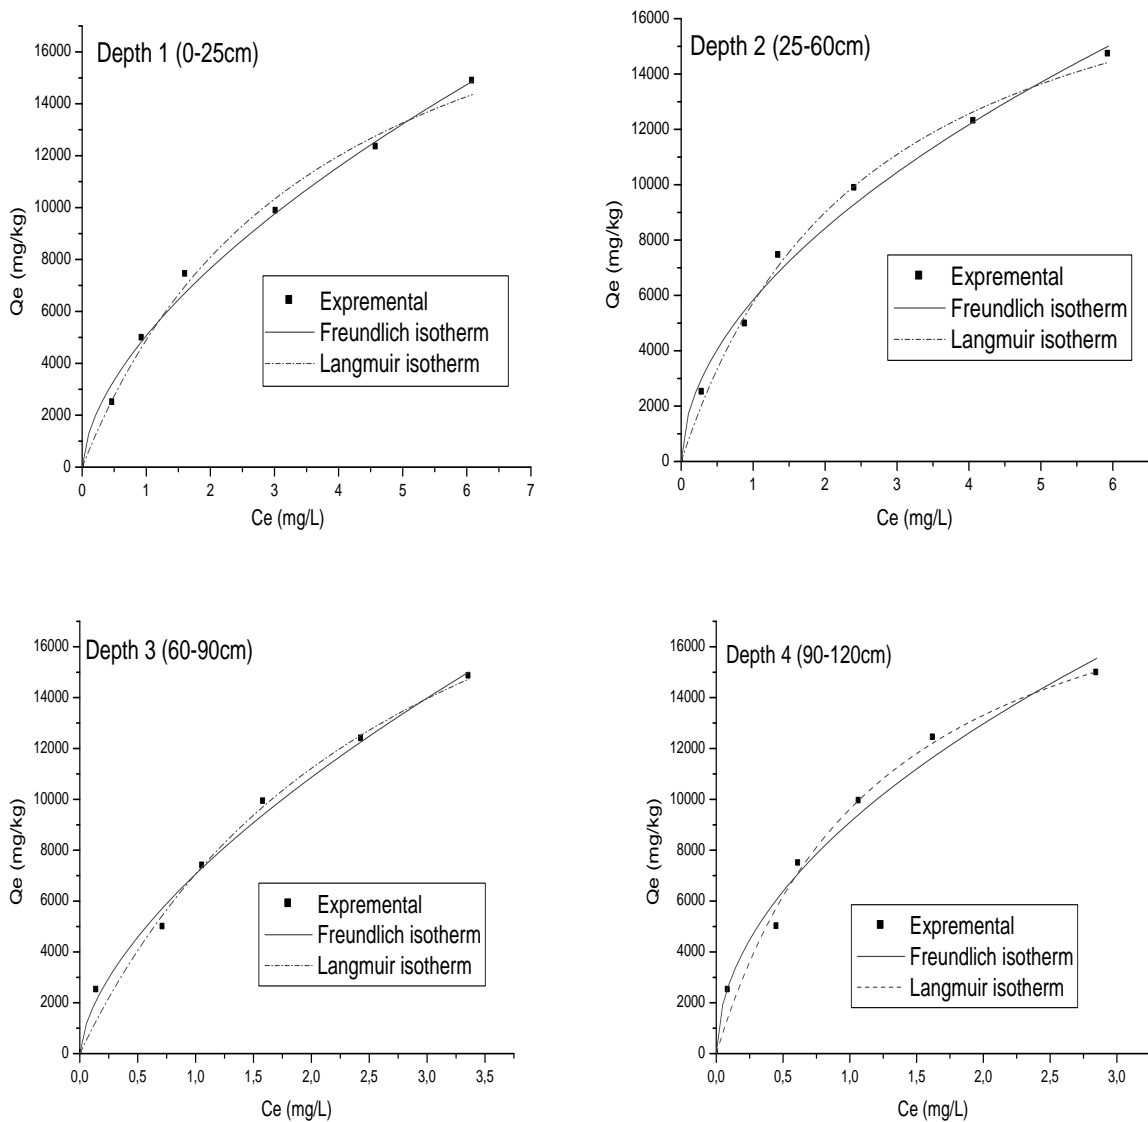 Depth 1 (0-25cm)
Qe (mg/kg)
16000
14000
12000
10000
8000
6000
4000
2000
0
Expremental
Freundlich isotherm
Langmuir isotherm
0 1 2 3 4 5 6 7
Ce (mg/L)
Depth 2 (25-60cm)
Qe (mg/kg)
16000
14000
12000
10000
8000
6000
4000
2000
0
Expremental
Freundlich isotherm
Langmuir isotherm
0 1 2 3 4 5 6
Ce (mg/L)
Depth 3 (60-90cm)
Qe (mg/kg)
16000
14000
12000
10000
8000
6000
4000
2000
0
Expremental
Freundlich isotherm
Langmuir isotherm
0,0 0,5 1,0 1,5 2,0 2,5 3,0 3,5
Ce (mg/L)
Depth 4 (90-120cm)
Qe (mg/kg)
16000
14000
12000
10000
8000
6000
4000
2000
0
Expremental
Freundlich isotherm
Langmuir isotherm
0,0 0,5 1,0 1,5 2,0 2,5 3,0
Ce (mg/L)